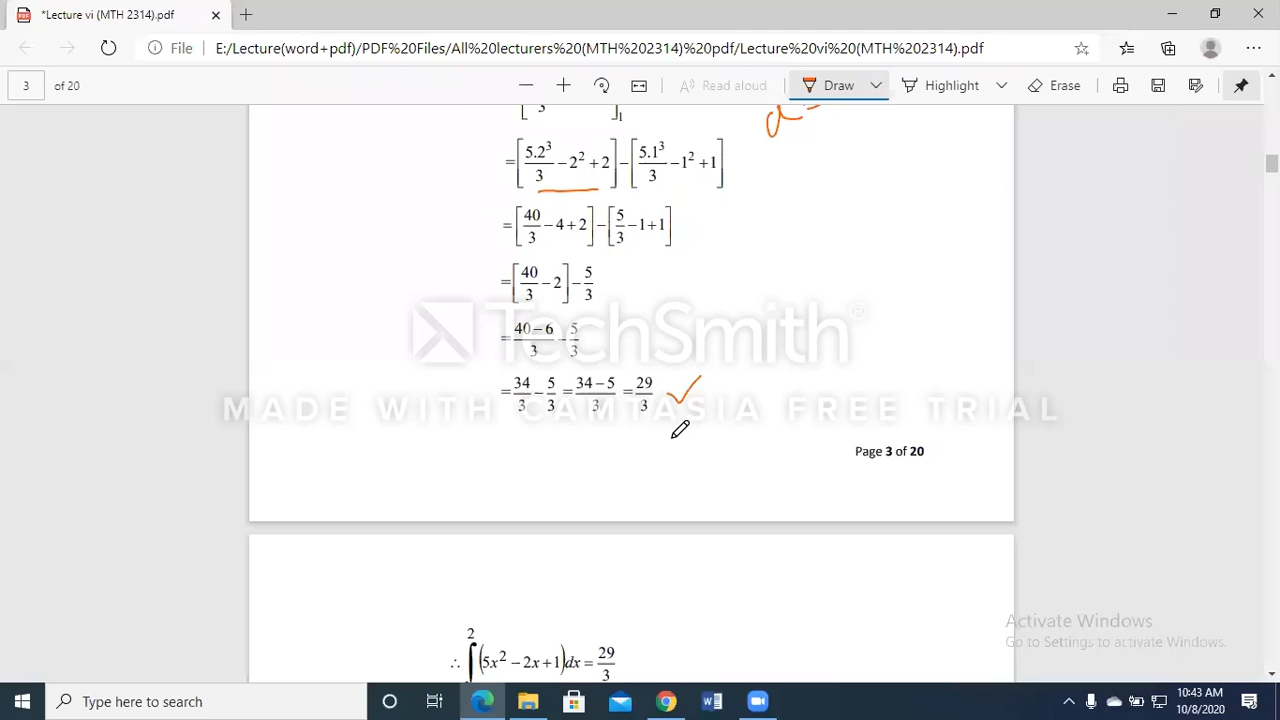 *Lecture vi (MTH 2314).pdf
File E:/Lecture(word+pdf)/PDF%20Files/All%20lecturers%20(MTH%202314)%20pdf/Lecture%20vi%20(MTH%202314).pdf
3 of 20 Read aloud Draw Highlight Erase
3 ]1
= [5.2³/3 − 2² + 2] − [5.1³/3 − 1² + 1]
= [40/3 − 4 + 2] − [5/3 − 1 + 1]
= [40/3 − 2] − 5/3
= 40 − 6/3 − 5/3
TechSmith®
= 34/3 − 5/3 = 34 − 5/3 = 29/3
MADE WITH CAMTASIA FREE TRIAL
Page 3 of 20
Activate Windows
Go to Settings to activate Windows.
∴ ∫² (5x² − 2x + 1)dx = 29/3
Type here to search
10:43 AM
10/8/2020